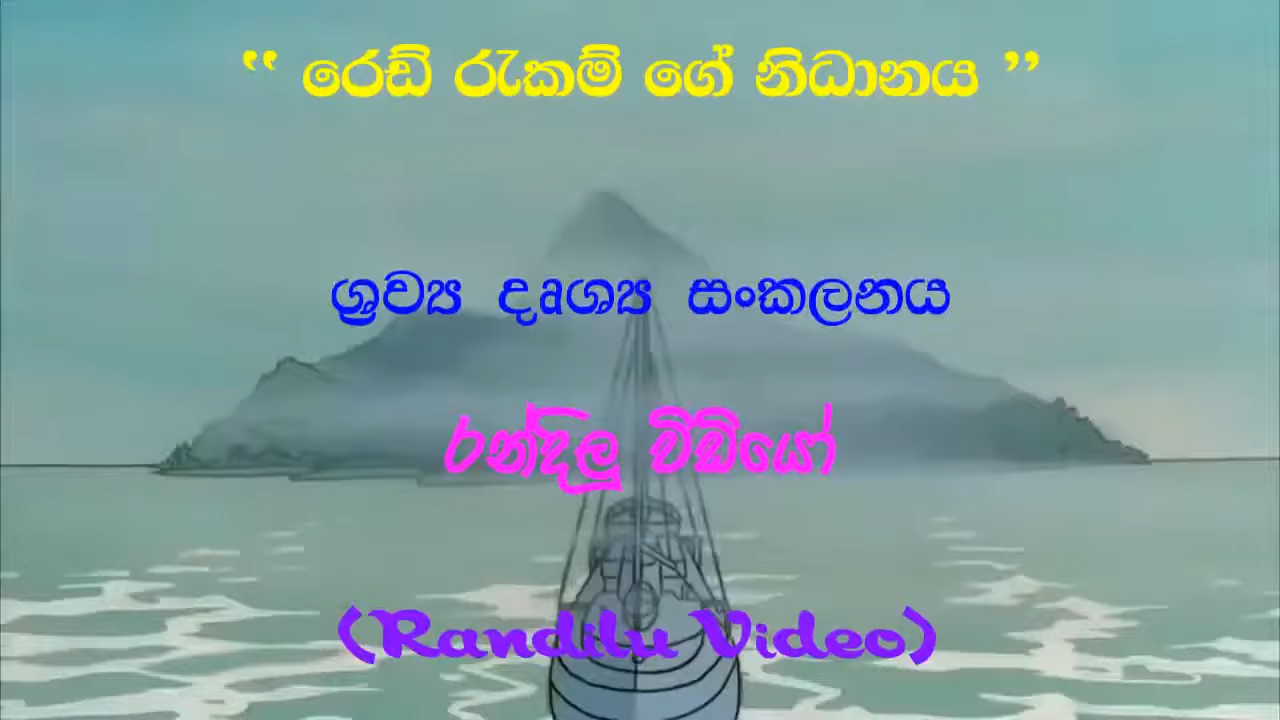 “ රෙඩ් රැකම් ගේ නිධානය ”
ශ්‍රව්‍ය දෘශ්‍ය සංකලනය
රන්දිලු වීඩියෝ
(Randilu Video)